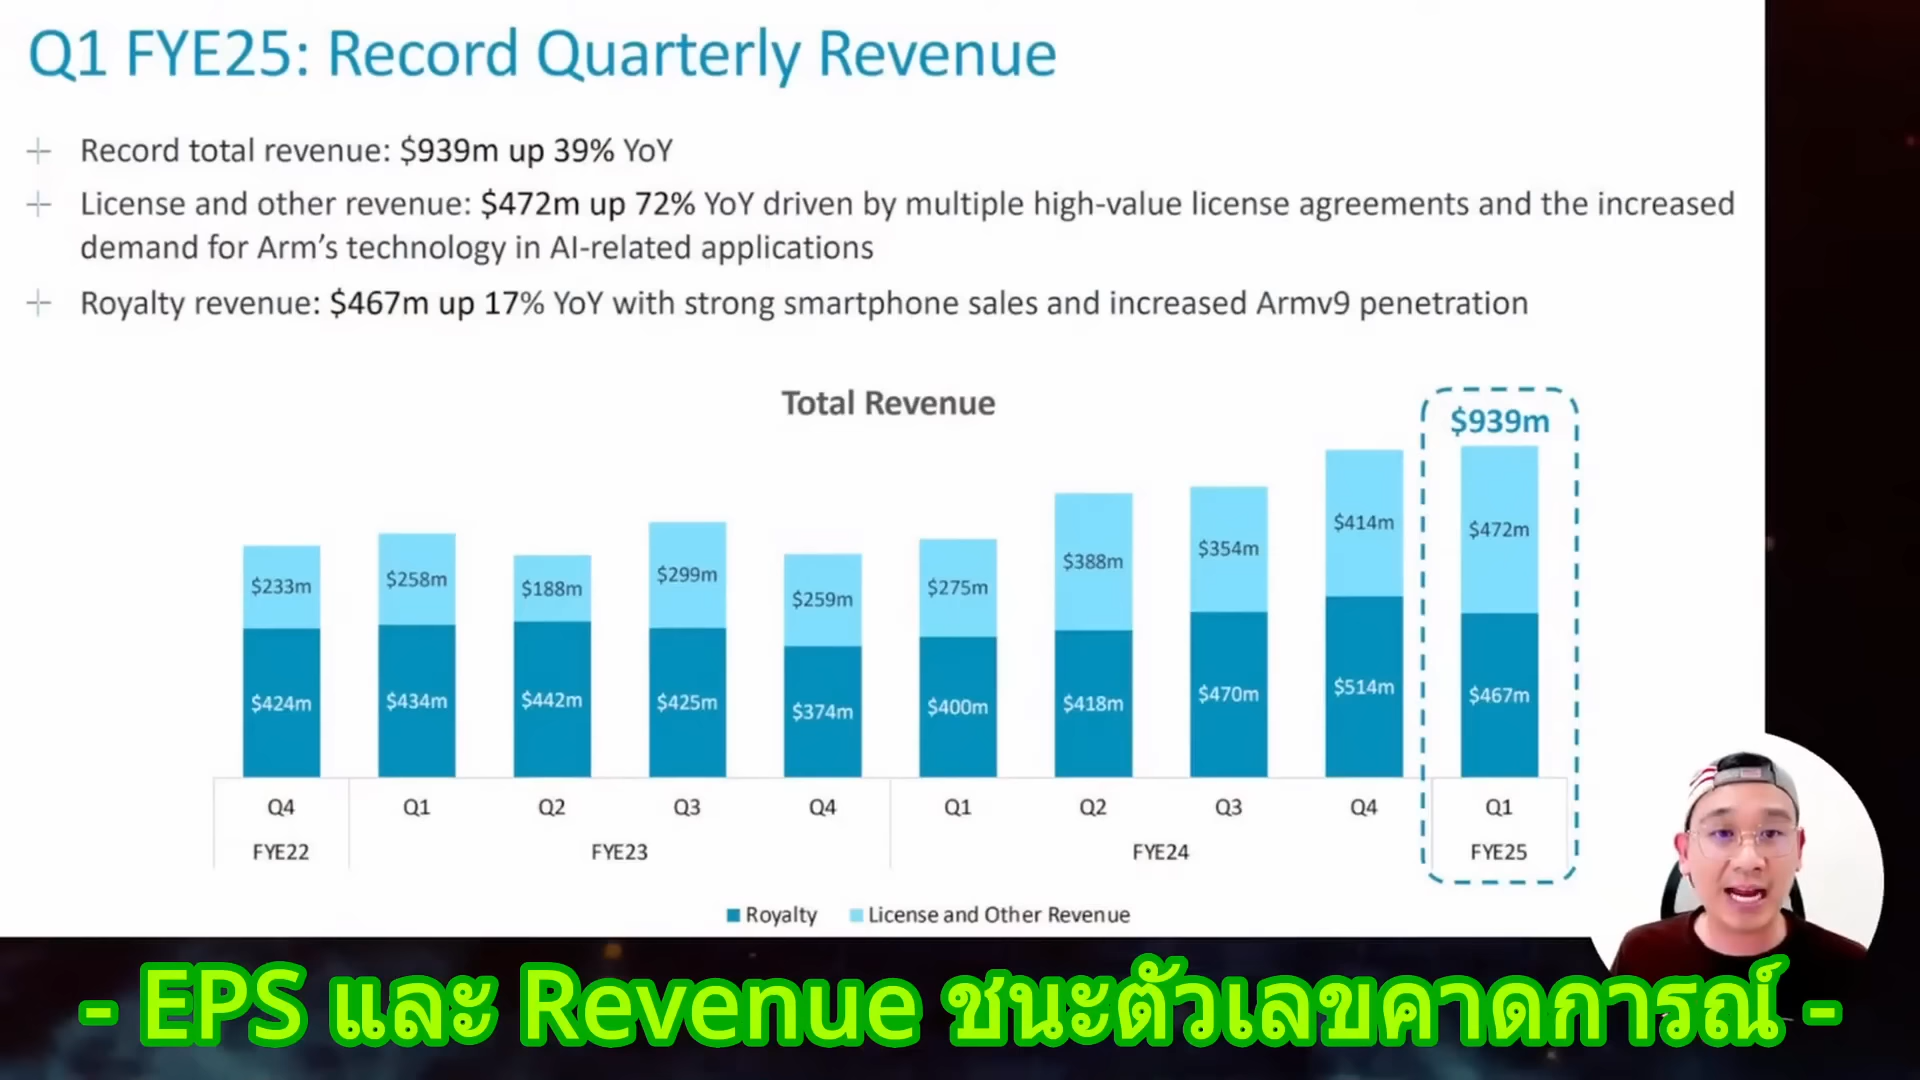 Q1 FYE25: Record Quarterly Revenue
Record total revenue: $939m up 39% YoY
License and other revenue: $472m up 72% YoY driven by multiple high-value license agreements and the increased
demand for Arm’s technology in AI-related applications
Royalty revenue: $467m up 17% YoY with strong smartphone sales and increased Armv9 penetration
Total Revenue
$939m
$233m $258m $188m $299m $259m $275m $388m $354m $414m $472m
$424m $434m $442m $425m $374m $400m $418m $470m $514m $467m
Q4 Q1 Q2 Q3 Q4 Q1 Q2 Q3 Q4 Q1
FYE22 FYE23 FYE24 FYE25
Royalty License and Other Revenue
- EPS และ Revenue ชนะตัวเลขคาดการณ์ -